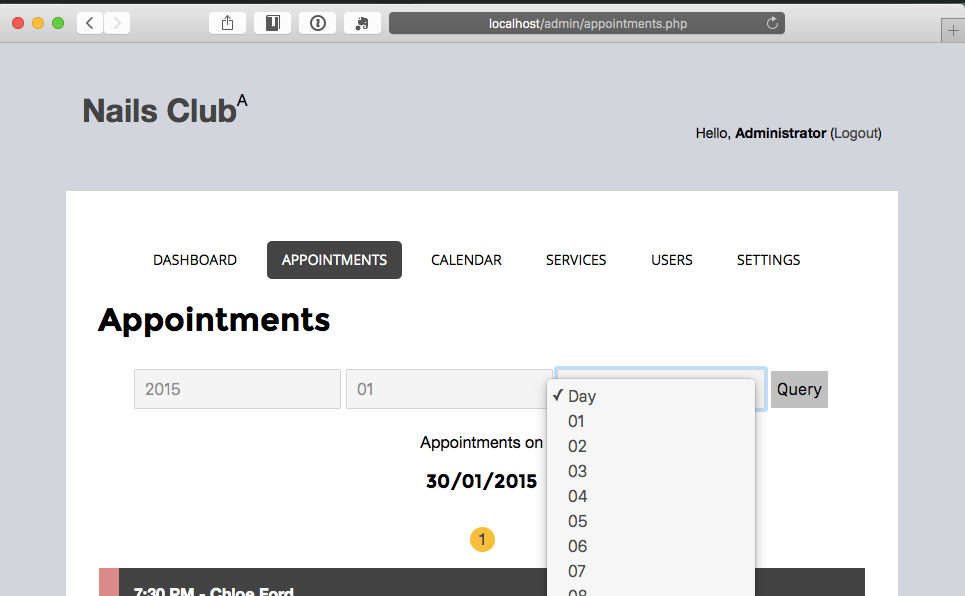 localhost/admin/appointments.php
Nails Club A
Hello, Administrator (Logout)
DASHBOARD APPOINTMENTS CALENDAR SERVICES USERS SETTINGS
Appointments
2015 01 Query
✓ Day
01
02
03
04
05
06
07
08
Appointments on
30/01/2015
1
7:30 PM - Chloe Ford